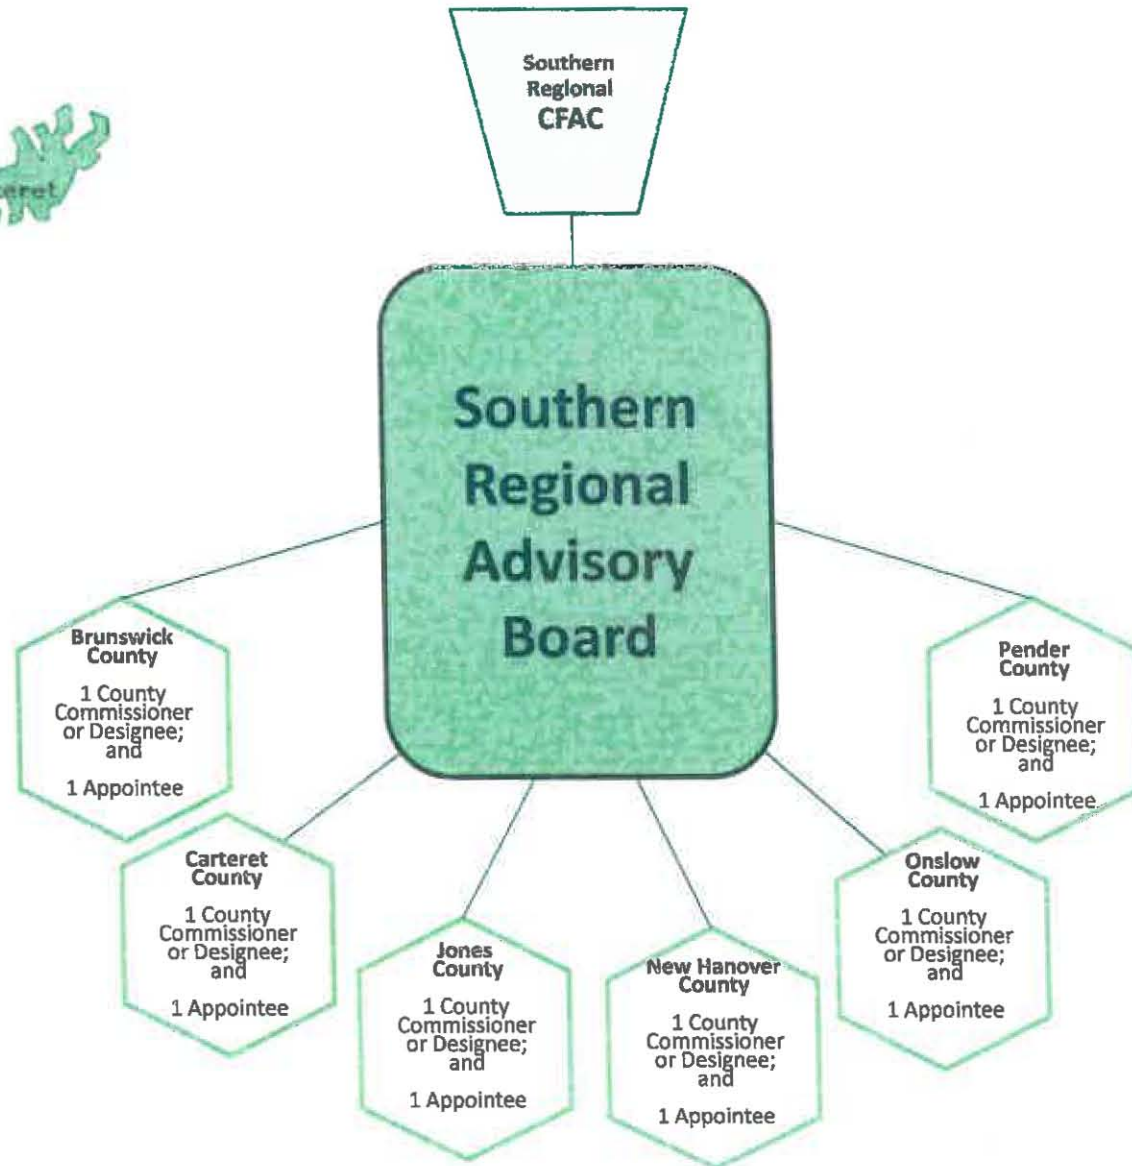 Southern
Regional
CFAC
Southern
Regional
Advisory
Board
Brunswick
County
1 County
Commissioner
or Designee;
and
1 Appointee
Carteret
County
1 County
Commissioner
or Designee;
and
1 Appointee
Jones
County
1 County
Commissioner
or Designee;
and
1 Appointee
New Hanover
County
1 County
Commissioner
or Designee;
and
1 Appointee
Onslow
County
1 County
Commissioner
or Designee;
and
1 Appointee
Pender
County
1 County
Commissioner
or Designee;
and
1 Appointee